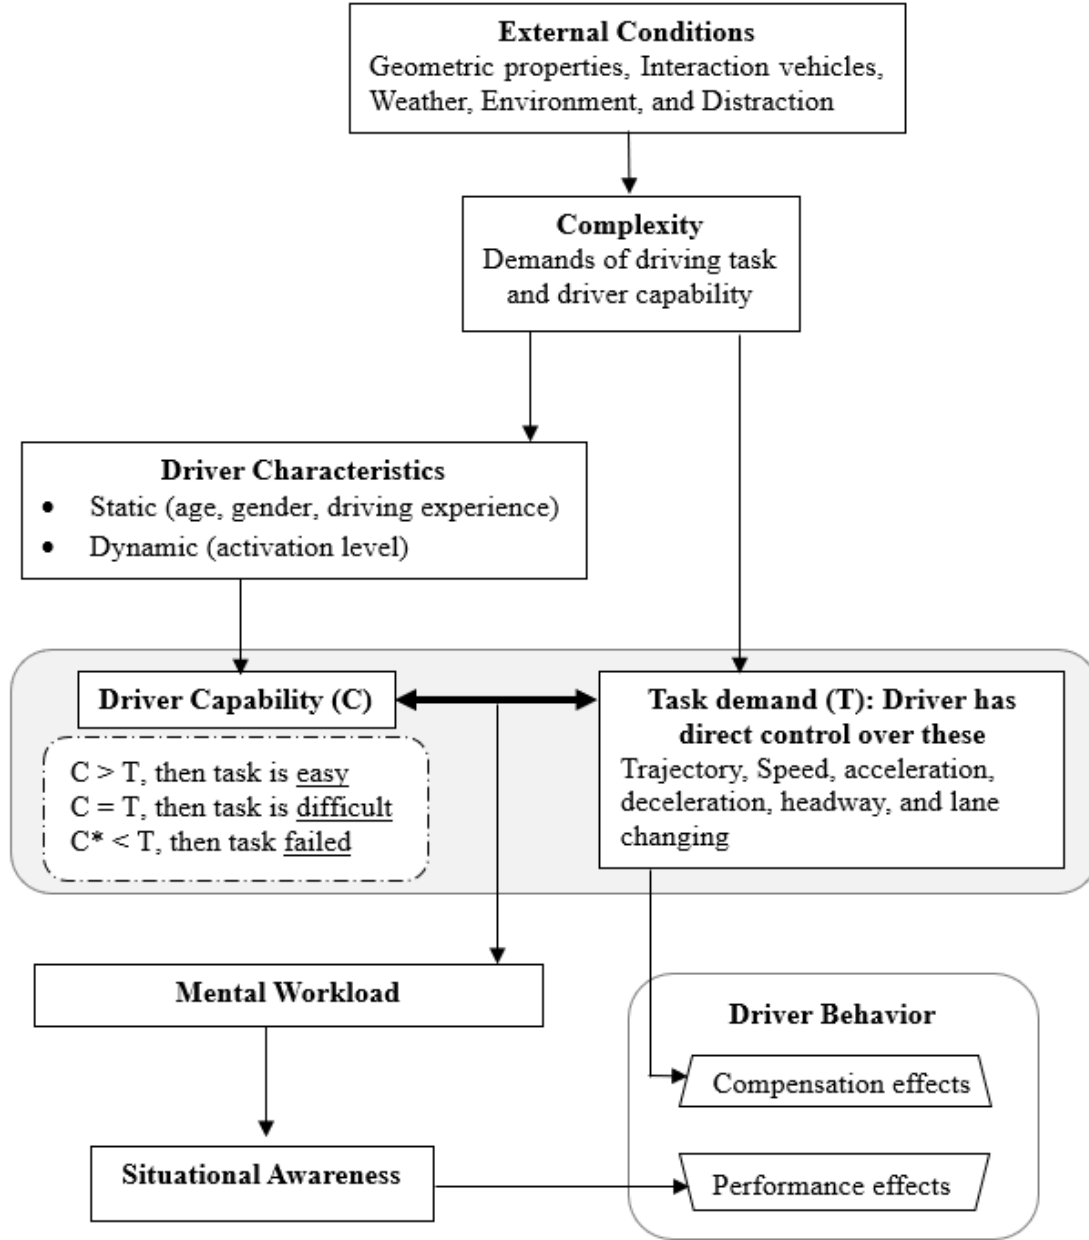 External Conditions
Geometric properties, Interaction vehicles,
Weather, Environment, and Distraction
Complexity
Demands of driving task
and driver capability
Driver Characteristics
• Static (age, gender, driving experience)
• Dynamic (activation level)
Driver Capability (C)
C > T, then task is easy
C = T, then task is difficult
C* < T, then task failed
Task demand (T): Driver has
direct control over these
Trajectory, Speed, acceleration,
deceleration, headway, and lane
changing
Mental Workload
Situational Awareness
Driver Behavior
Compensation effects
Performance effects